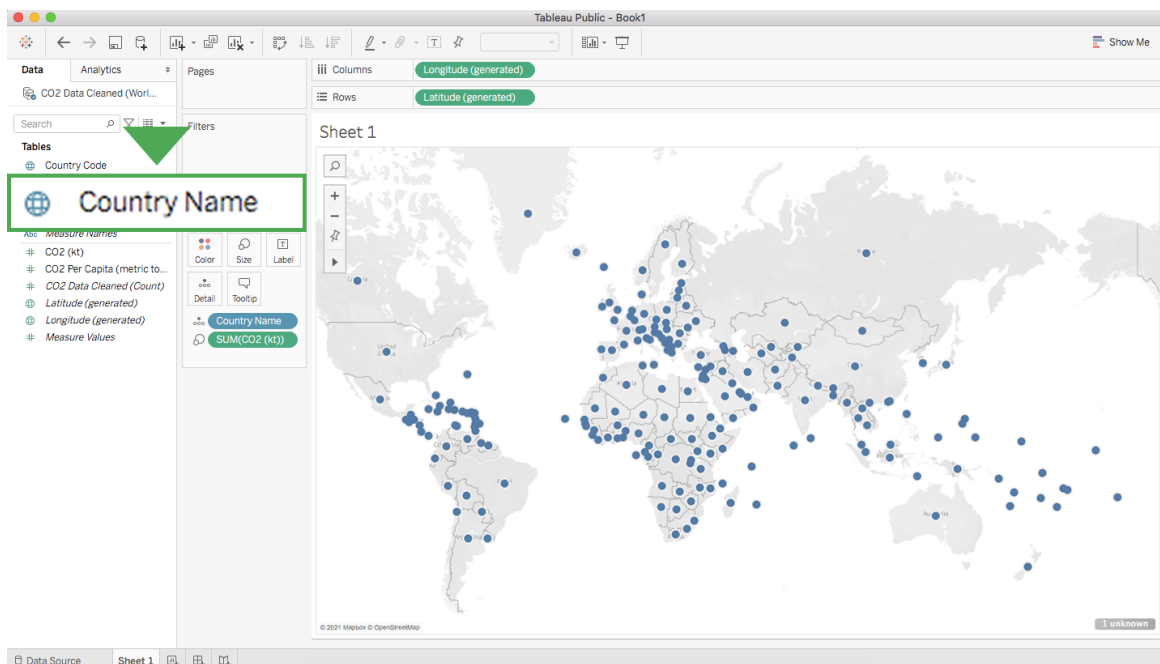 Tableau Public - Book1
Show Me
Data
Analytics
Pages
Columns
Longitude (generated)
CO2 Data Cleaned (Worl...
Rows
Latitude (generated)
Search
Filters
Sheet 1
Tables
Country Code
Country Name
Abc Measure Names
CO2 (kt)
CO2 Per Capita (metric to...
CO2 Data Cleaned (Count)
Latitude (generated)
Longitude (generated)
Measure Values
Color
Size
Label
Detail
Tooltip
Country Name
SUM(CO2 (kt))
© 2021 Mapbox © OpenStreetMap
1 unknown
Data Source
Sheet 1